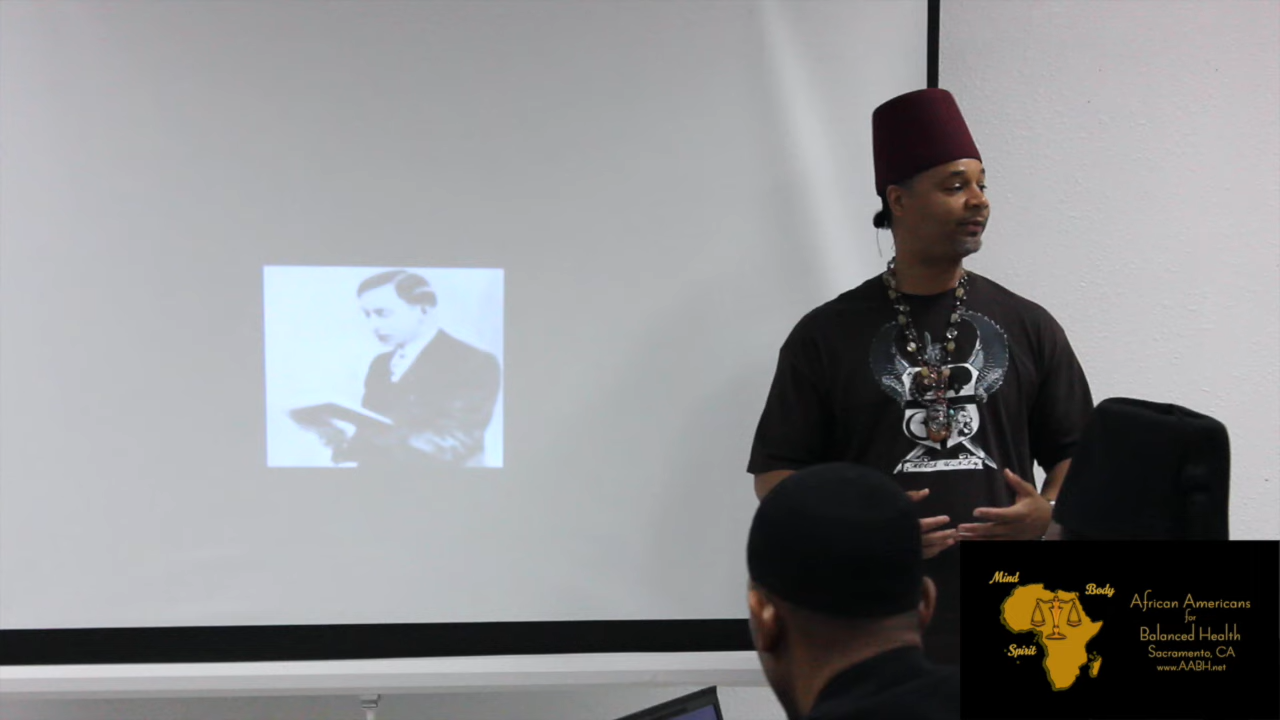 Mind
Body
Spirit
African Americans
for
Balanced Health
Sacramento, CA
www.AABH.net